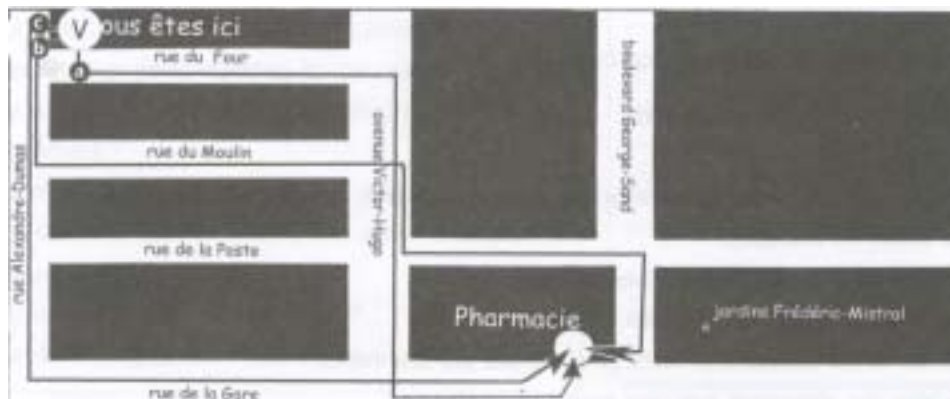 c
V
ous êtes ici
b
rue du Four
a
rue du Moulin
rue Alexandre-Dumas
avenue Victor-Hugo
boulevard George-Sand
rue de la Poste
Pharmacie
jardins Frédéric-Mistral
rue de la Gare